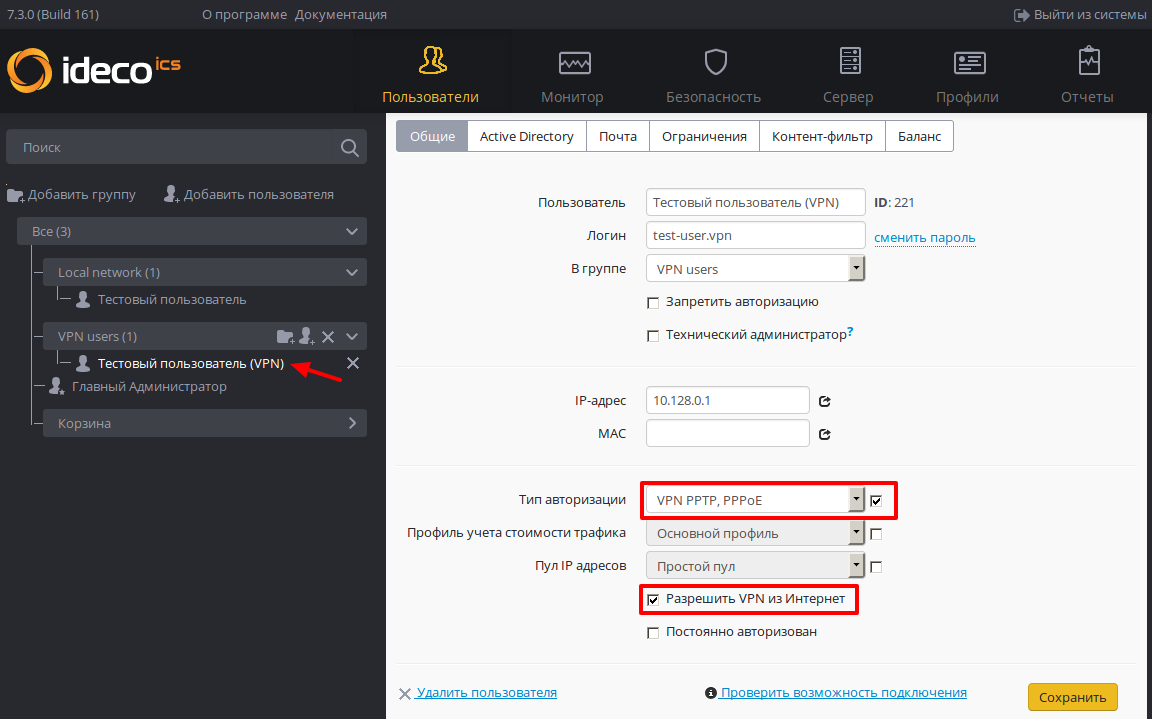 7.3.0 (Build 161) О программе Документация Выйти из системы
ideco ics
Пользователи Монитор Безопасность Сервер Профили Отчеты
Поиск
Добавить группу Добавить пользователя
Все (3)
Local network (1)
Тестовый пользователь
VPN users (1)
Тестовый пользователь (VPN)
Главный Администратор
Корзина
Общие Active Directory Почта Ограничения Контент-фильтр Баланс
Пользователь Тестовый пользователь (VPN) ID: 221
Логин test-user.vpn сменить пароль
В группе VPN users
Запретить авторизацию
Технический администратор?
IP-адрес 10.128.0.1
MAC
Тип авторизации VPN PPTP, PPPoE
Профиль учета стоимости трафика Основной профиль
Пул IP адресов Простой пул
Разрешить VPN из Интернет
Постоянно авторизован
Удалить пользователя Проверить возможность подключения Сохранить